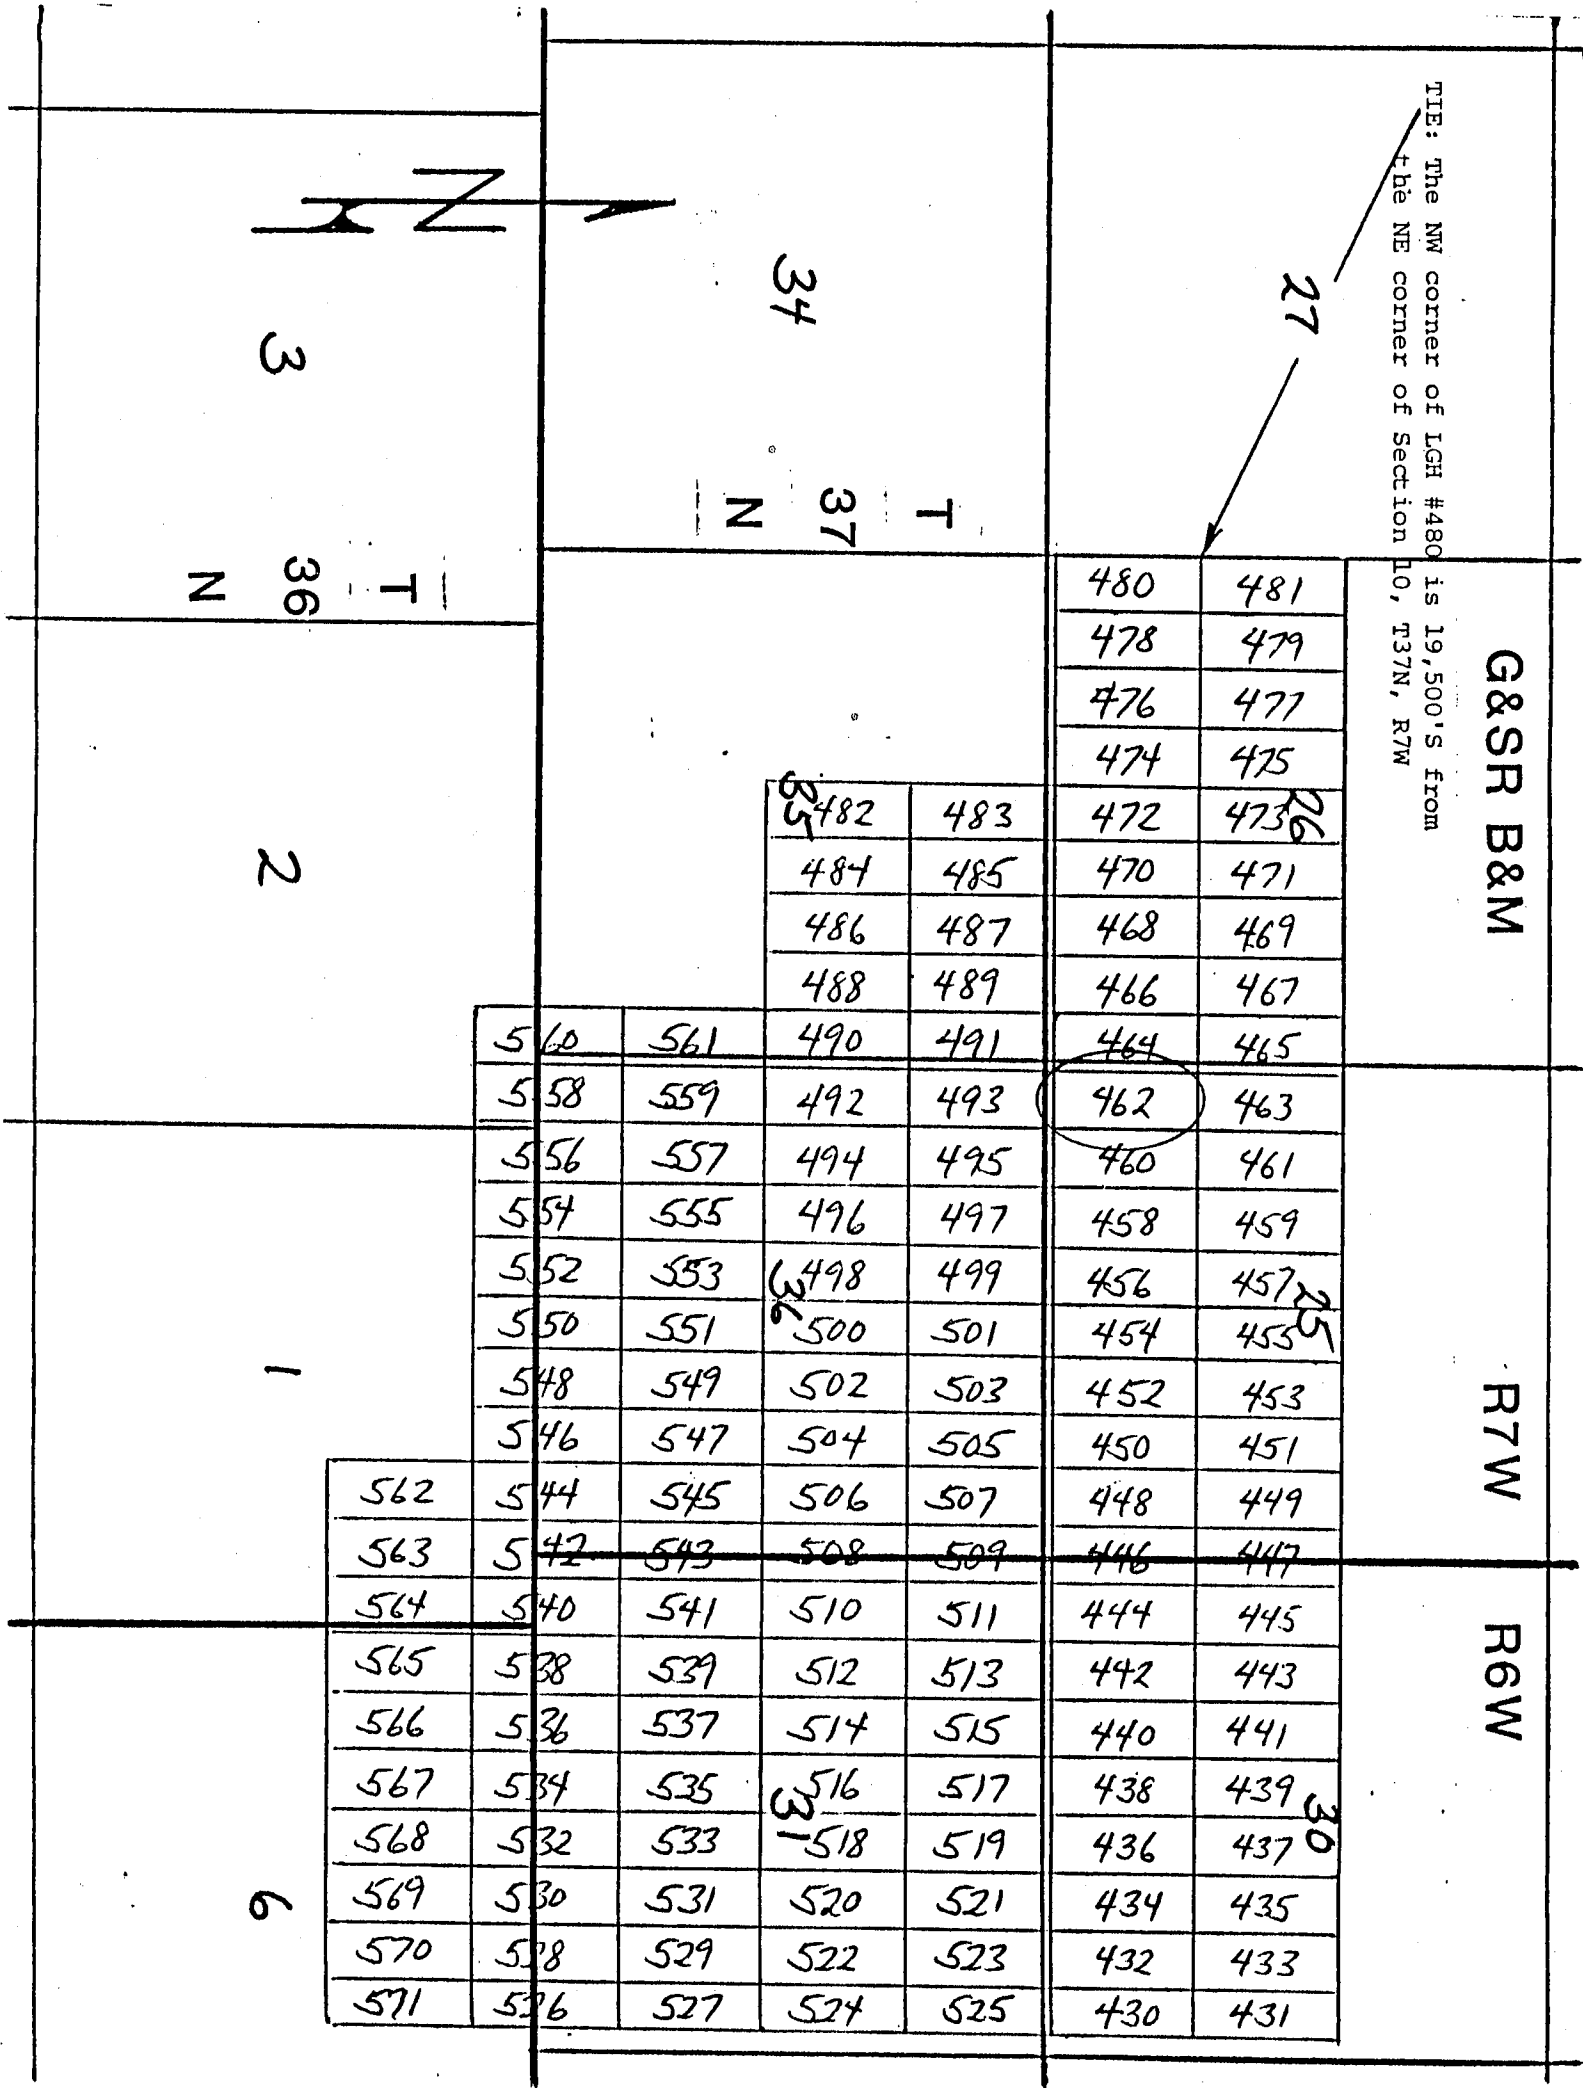 TIE: The NW corner of LGH #480 is 19,500'S from
the NE corner of Section 10, T37N, R7W
G&SR B&M
R7W
R6W
27
34
T
37
N
N
3
T
36
N
2
1
6
26
35
25
36
30
31
480 481
478 479
476 477
474 475
482 483 472 473
484 485 470 471
486 487 468 469
488 489 466 467
560 561 490 491 464 465
558 559 492 493 462 463
556 557 494 495 460 461
554 555 496 497 458 459
552 553 498 499 456 457
550 551 500 501 454 455
548 549 502 503 452 453
546 547 504 505 450 451
562 544 545 506 507 448 449
563 542 543 508 509 446 447
564 540 541 510 511 444 445
565 538 539 512 513 442 443
566 536 537 514 515 440 441
567 534 535 516 517 438 439
568 532 533 518 519 436 437
569 530 531 520 521 434 435
570 528 529 522 523 432 433
571 526 527 524 525 430 431